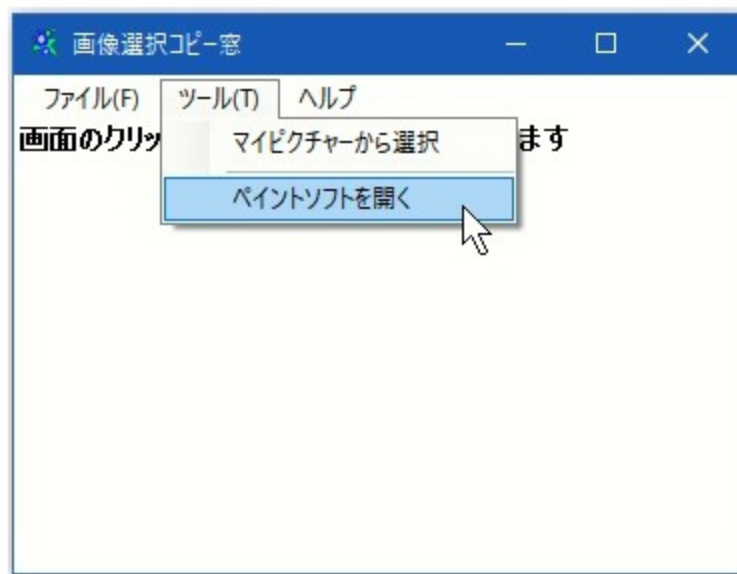 画像選択コピー窓
ファイル(F) ツール(T) ヘルプ
画面のクリッ ます
マイピクチャーから選択
ペイントソフトを開く